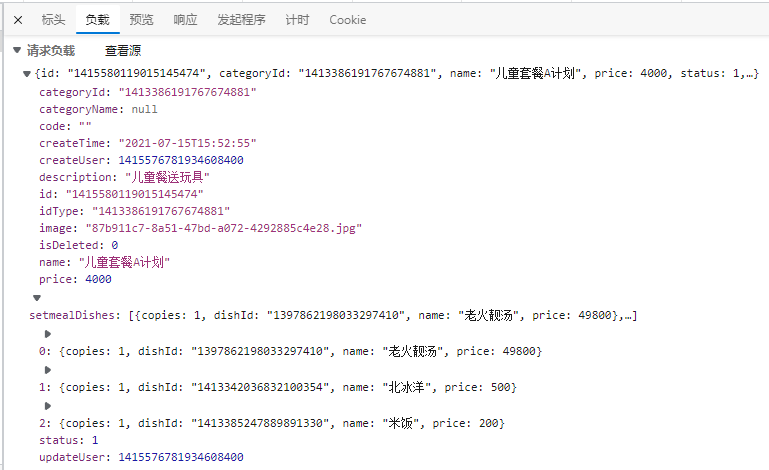 标头 负载 预览 响应 发起程序 计时 Cookie
请求负载 查看源
{id: "1415580119015145474", categoryId: "1413386191767674881", name: "儿童套餐A计划", price: 4000, status: 1,…}
categoryId: "1413386191767674881"
categoryName: null
code: ""
createTime: "2021-07-15T15:52:55"
createUser: 1415576781934608400
description: "儿童餐送玩具"
id: "1415580119015145474"
idType: "1413386191767674881"
image: "87b911c7-8a51-47bd-a072-4292885c4e28.jpg"
isDeleted: 0
name: "儿童套餐A计划"
price: 4000
setmealDishes: [{copies: 1, dishId: "1397862198033297410", name: "老火靓汤", price: 49800},…]
0: {copies: 1, dishId: "1397862198033297410", name: "老火靓汤", price: 49800}
1: {copies: 1, dishId: "1413342036832100354", name: "北冰洋", price: 500}
2: {copies: 1, dishId: "1413385247889891330", name: "米饭", price: 200}
status: 1
updateUser: 1415576781934608400